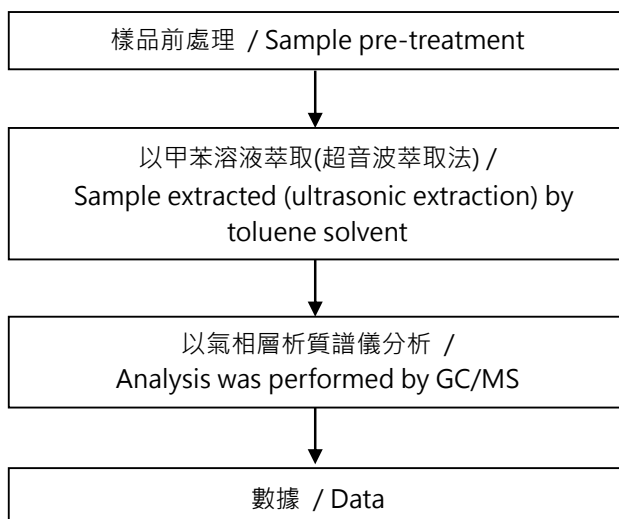 樣品前處理 / Sample pre-treatment
以甲苯溶液萃取(超音波萃取法) /
Sample extracted (ultrasonic extraction) by
toluene solvent
以氣相層析質譜儀分析 /
Analysis was performed by GC/MS
數據 / Data